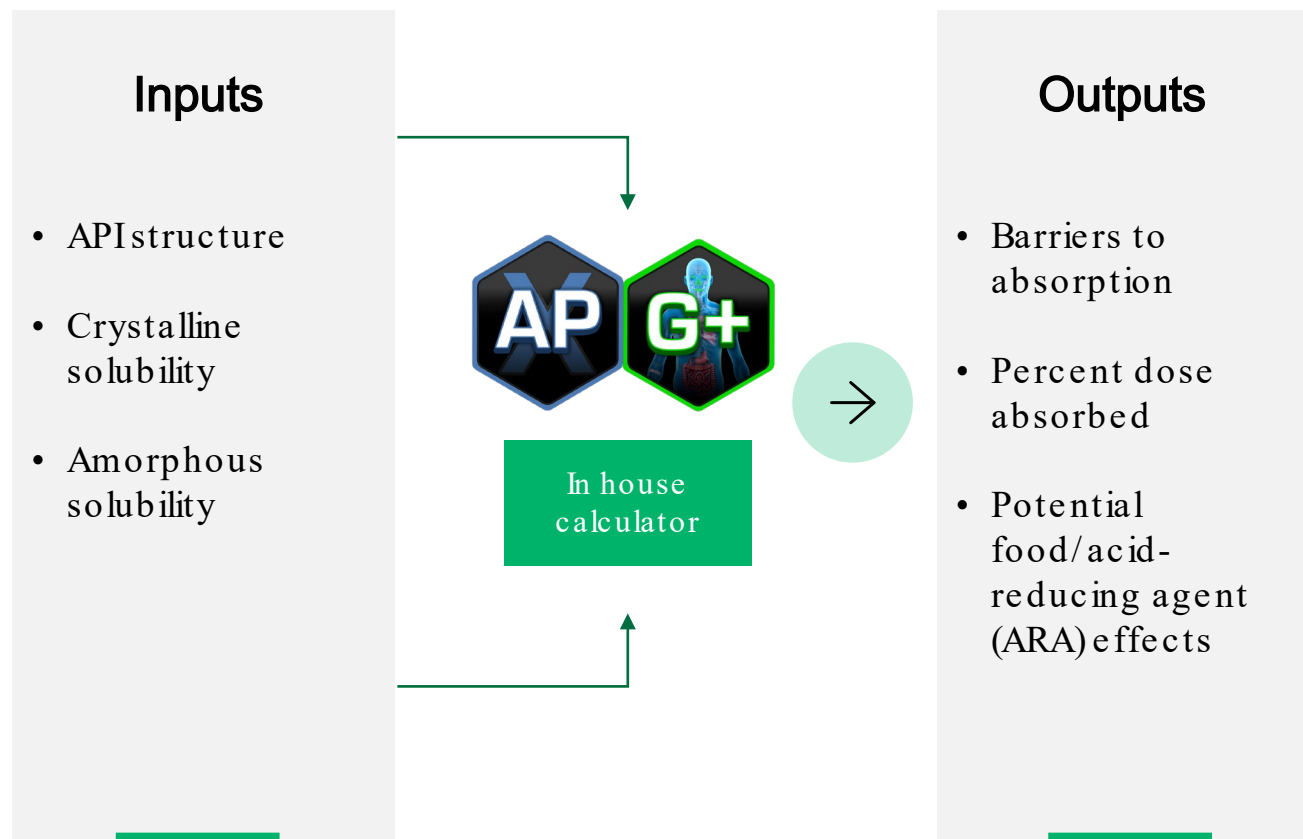 Inputs
• API structure
• Crystalline
solubility
• Amorphous
solubility
X
AP
G+
In house
calculator
Outputs
• Barriers to
absorption
• Percent dose
absorbed
• Potential
food/acid-
reducing agent
(ARA) effects